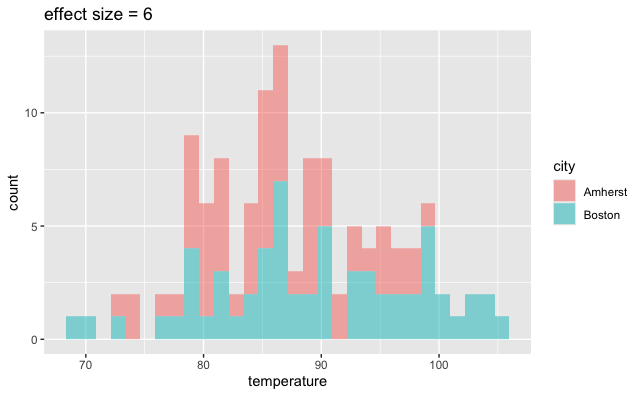 effect size = 6
count
10
5
0
70 80 90 100
temperature
city
Amherst
Boston